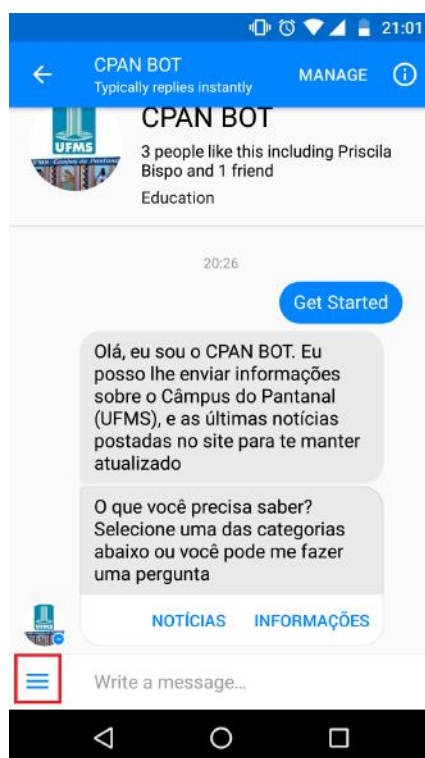 21:01
CPAN BOT
Typically replies instantly
MANAGE
UFMS
CPAN BOT
3 people like this including Priscila
Bispo and 1 friend
Education
20:26
Get Started
Olá, eu sou o CPAN BOT. Eu
posso lhe enviar informações
sobre o Câmpus do Pantanal
(UFMS), e as últimas notícias
postadas no site para te manter
atualizado
O que você precisa saber?
Selecione uma das categorias
abaixo ou você pode me fazer
uma pergunta
NOTÍCIAS INFORMAÇÕES
Write a message...